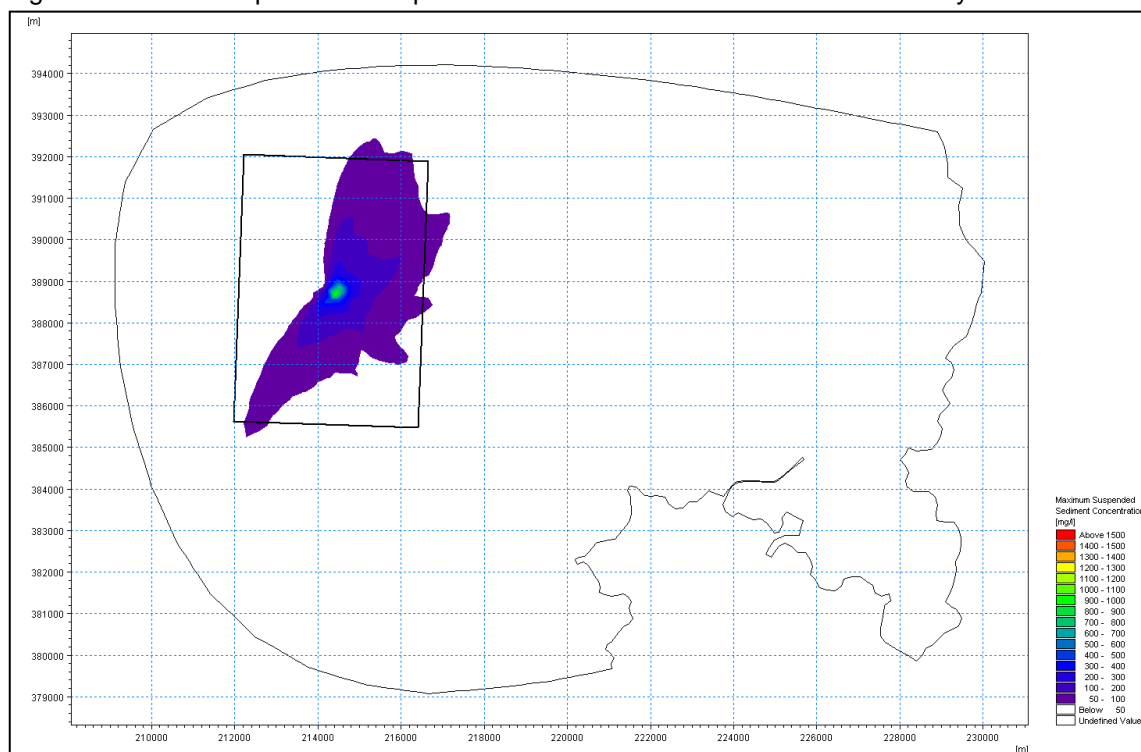 [m]
394000
393000
392000
391000
390000
389000
388000
387000
386000
385000
384000
383000
382000
381000
380000
379000
210000 212000 214000 216000 218000 220000 222000 224000 226000 228000 230000
[m]
Maximum Suspended
Sediment Concentration
[mg/l]
Above 1500
1400 - 1500
1300 - 1400
1200 - 1300
1100 - 1200
1000 - 1100
900 - 1000
800 - 900
700 - 800
600 - 700
500 - 600
400 - 500
300 - 400
200 - 300
100 - 200
50 - 100
Below 50
Undefined Value